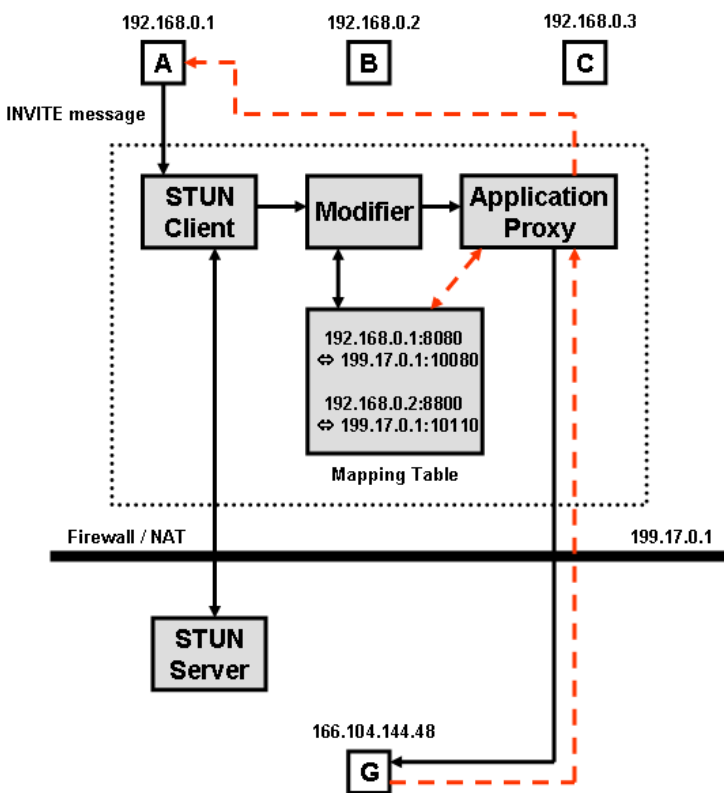 192.168.0.1
192.168.0.2
192.168.0.3
A
B
C
INVITE message
STUN
Client
Modifier
Application
Proxy
192.168.0.1:8080
⇔ 199.17.0.1:10080
192.168.0.2:8800
⇔ 199.17.0.1:10110
Mapping Table
Firewall / NAT
199.17.0.1
STUN
Server
166.104.144.48
G